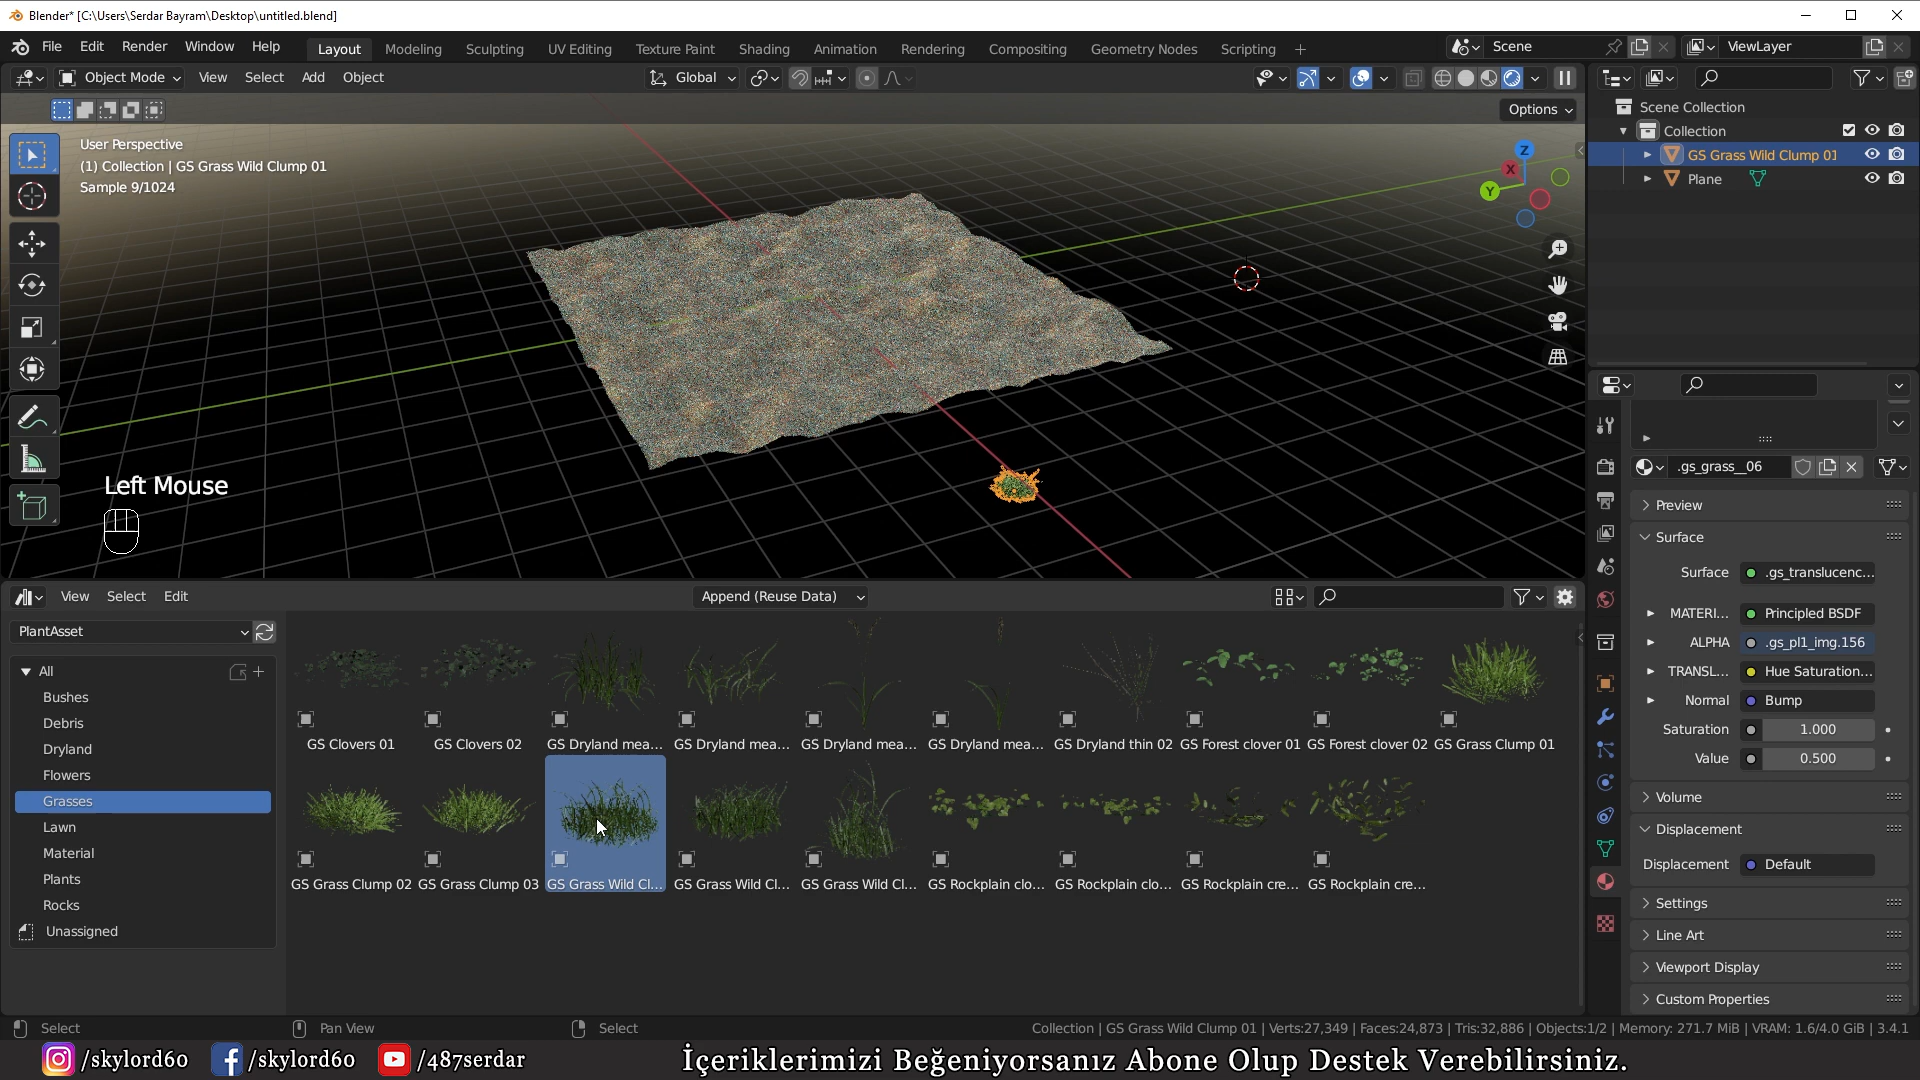 Blender* [C:\Users\Serdar Bayram\Desktop\untitled.blend]
File Edit Render Window Help
Layout Modeling Sculpting UV Editing Texture Paint Shading Animation Rendering Compositing Geometry Nodes Scripting +
Scene ViewLayer
Object Mode View Select Add Object Global
Options
User Perspective
(1) Collection | GS Grass Wild Clump 01
Sample 9/1024
Z
X
Y
Left Mouse
Scene Collection
Collection
GS Grass Wild Clump 01
Plane
.gs_grass__06
Preview
Surface
Surface .gs_translucenc...
MATERI... Principled BSDF
ALPHA .gs_pl1_img.156
TRANSL... Hue Saturation...
Normal Bump
Saturation 1.000
Value 0.500
Volume
Displacement
Displacement Default
Settings
Line Art
Viewport Display
Custom Properties
View Select Edit Append (Reuse Data)
PlantAsset
All
Bushes
Debris
Dryland
Flowers
Grasses
Lawn
Material
Plants
Rocks
Unassigned
GS Clovers 01 GS Clovers 02 GS Dryland mea... GS Dryland mea... GS Dryland mea... GS Dryland mea... GS Dryland thin 02 GS Forest clover 01 GS Forest clover 02 GS Grass Clump 01
GS Grass Clump 02 GS Grass Clump 03 GS Grass Wild Cl... GS Grass Wild Cl... GS Grass Wild Cl... GS Rockplain clo... GS Rockplain clo... GS Rockplain cre... GS Rockplain cre...
Select Pan View Select
Collection | GS Grass Wild Clump 01 | Verts:27,349 | Faces:24,873 | Tris:32,886 | Objects:1/2 | Memory: 271.7 MiB | VRAM: 1.6/4.0 GiB | 3.4.1
/skylord60 /skylord60 /487serdar
İçeriklerimizi Beğeniyorsanız Abone Olup Destek Verebilirsiniz.